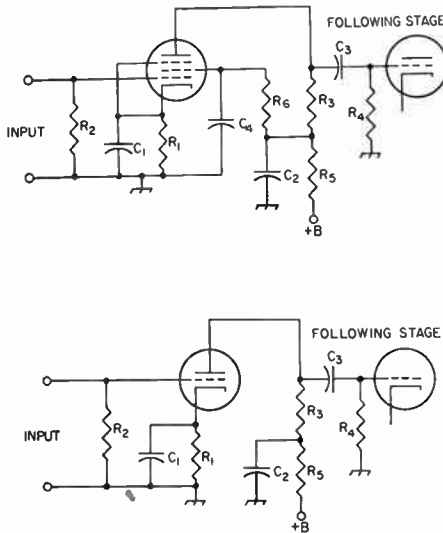 FOLLOWING STAGE
C3
R6
R3
R2
R4
INPUT
C1
R1
C4
C2
R5
+B
FOLLOWING STAGE
C3
R3
R2
R4
INPUT
C1
R1
C2
R5
+B